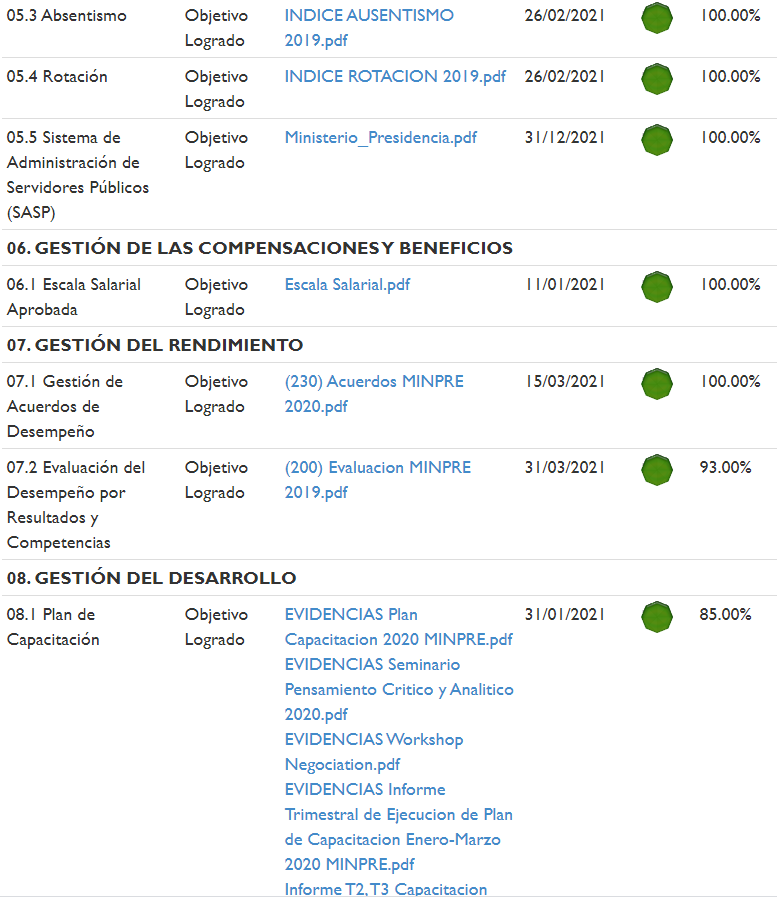 05.3 Absentismo Objetivo INDICE AUSENTISMO 26/02/2021 100.00%
Logrado 2019.pdf
05.4 Rotación Objetivo INDICE ROTACION 2019.pdf 26/02/2021 100.00%
Logrado
05.5 Sistema de Objetivo Ministerio_Presidencia.pdf 31/12/2021 100.00%
Administración de Logrado
Servidores Públicos
(SASP)
06. GESTIÓN DE LAS COMPENSACIONES Y BENEFICIOS
06.1 Escala Salarial Objetivo Escala Salarial.pdf 11/01/2021 100.00%
Aprobada Logrado
07. GESTIÓN DEL RENDIMIENTO
07.1 Gestión de Objetivo (230) Acuerdos MINPRE 15/03/2021 100.00%
Acuerdos de Logrado 2020.pdf
Desempeño
07.2 Evaluación del Objetivo (200) Evaluacion MINPRE 31/03/2021 93.00%
Desempeño por Logrado 2019.pdf
Resultados y
Competencias
08. GESTIÓN DEL DESARROLLO
08.1 Plan de Objetivo EVIDENCIAS Plan 31/01/2021 85.00%
Capacitación Logrado Capacitacion 2020 MINPRE.pdf
EVIDENCIAS Seminario
Pensamiento Critico y Analitico
2020.pdf
EVIDENCIAS Workshop
Negociation.pdf
EVIDENCIAS Informe
Trimestral de Ejecucion de Plan
de Capacitacion Enero-Marzo
2020 MINPRE.pdf
Informe T2, T3 Capacitacion